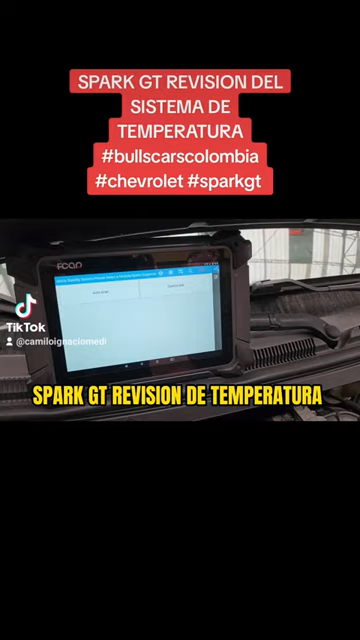 SPARK GT REVISION DEL
SISTEMA DE
TEMPERATURA
#bullscarscolombia
#chevrolet #sparkgt
FCAR
TikTok
@camiloignaciomedi
SPARK GT REVISION DE TEMPERATURA